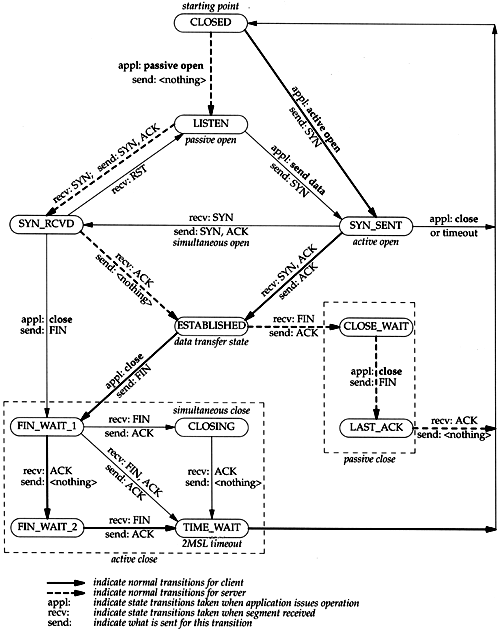 starting point
CLOSED
appl: passive open
send: <nothing>
appl: active open
send: SYN
LISTEN
passive open
recv: SYN; send: SYN, ACK
recv: RST
appl: send data
send: SYN
SYN_RCVD
recv: SYN
send: SYN, ACK
simultaneous open
SYN_SENT
active open
appl: close
or timeout
recv: ACK
send: <nothing>
recv: SYN, ACK
send: ACK
appl: close
send: FIN
ESTABLISHED
data transfer state
recv: FIN
send: ACK
CLOSE_WAIT
appl: close
send: FIN
appl: close
send: FIN
LAST_ACK
recv: ACK
send: <nothing>
passive close
simultaneous close
FIN_WAIT_1
recv: FIN
send: ACK
CLOSING
recv: ACK
send: <nothing>
recv: FIN, ACK
send: ACK
recv: ACK
send: <nothing>
FIN_WAIT_2
recv: FIN
send: ACK
TIME_WAIT
2MSL timeout
active close
indicate normal transitions for client
indicate normal transitions for server
appl: indicate state transitions taken when application issues operation
recv: indicate state transitions taken when segment received
send: indicate what is sent for this transition